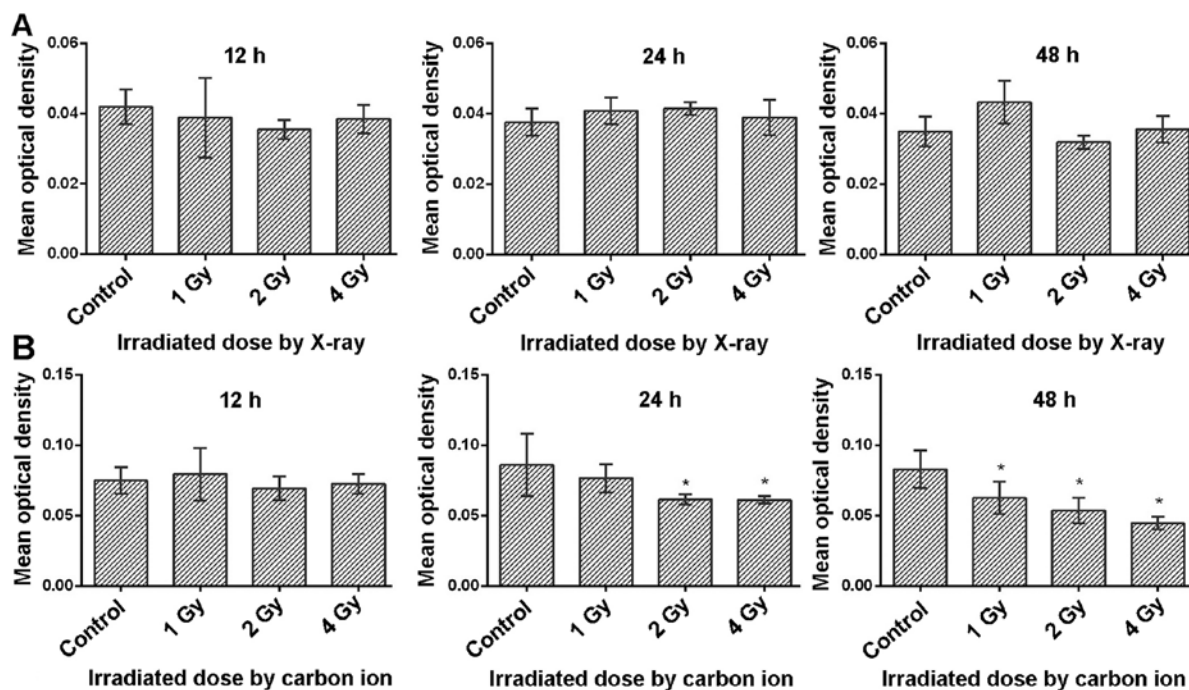 A
Mean optical density
0.06
0.04
0.02
0.00
12 h
Control
1 Gy
2 Gy
4 Gy
Irradiated dose by X-ray
Mean optical density
0.06
0.04
0.02
0.00
24 h
Control
1 Gy
2 Gy
4 Gy
Irradiated dose by X-ray
Mean optical density
0.06
0.04
0.02
0.00
48 h
Control
1 Gy
2 Gy
4 Gy
Irradiated dose by X-ray
B
Mean optical density
0.15
0.10
0.05
0.00
12 h
Control
1 Gy
2 Gy
4 Gy
Irradiated dose by carbon ion
Mean optical density
0.15
0.10
0.05
0.00
24 h
*
*
Control
1 Gy
2 Gy
4 Gy
Irradiated dose by carbon ion
Mean optical density
0.15
0.10
0.05
0.00
48 h
*
*
*
Control
1 Gy
2 Gy
4 Gy
Irradiated dose by carbon ion